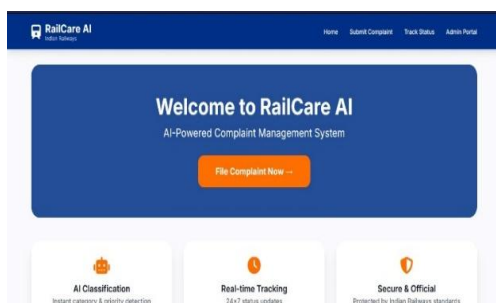 RailCare AI
Indian Railways
Home Submit Complaint Track Status Admin Portal
Welcome to RailCare AI
AI-Powered Complaint Management System
File Complaint Now →
AI Classification
Instant category & priority detection
Real-time Tracking
24x7 status updates
Secure & Official
Protected by Indian Railways standards